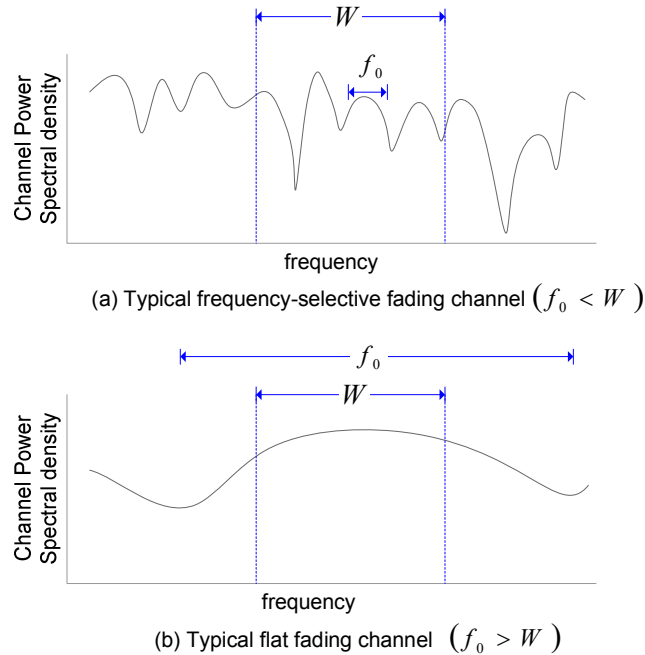 W
f₀
Channel Power
Spectral density
frequency
(a) Typical frequency-selective fading channel (f₀ < W)
f₀
W
Channel Power
Spectral density
frequency
(b) Typical flat fading channel (f₀ > W)